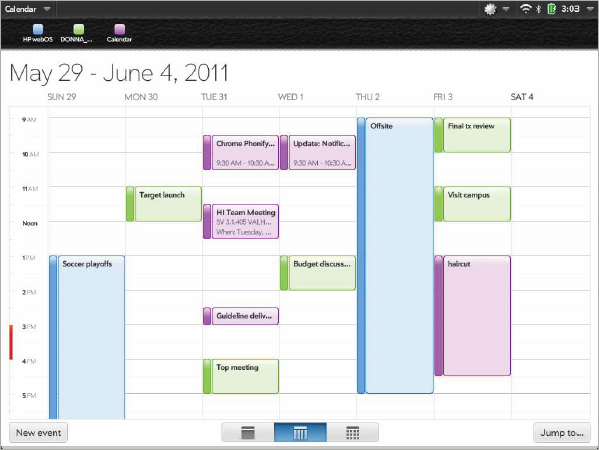 Calendar
3:03
HP webOS
DONNA_...
Calendar
May 29 - June 4, 2011
SUN 29
MON 30
TUE 31
WED 1
THU 2
FRI 3
SAT 4
9 AM
10 AM
11 AM
Noon
1 PM
2 PM
3 PM
4 PM
5 PM
Soccer playoffs
Target launch
Chrome Phonify...
9:30 AM - 10:30 A...
HI Team Meeting
SV 3.1.405 VALH...
When: Tuesday, ...
Guideline deliv...
Top meeting
Update: Notific...
9:30 AM - 10:30 A...
Budget discuss...
Offsite
Final tx review
Visit campus
haircut
New event
Jump to...